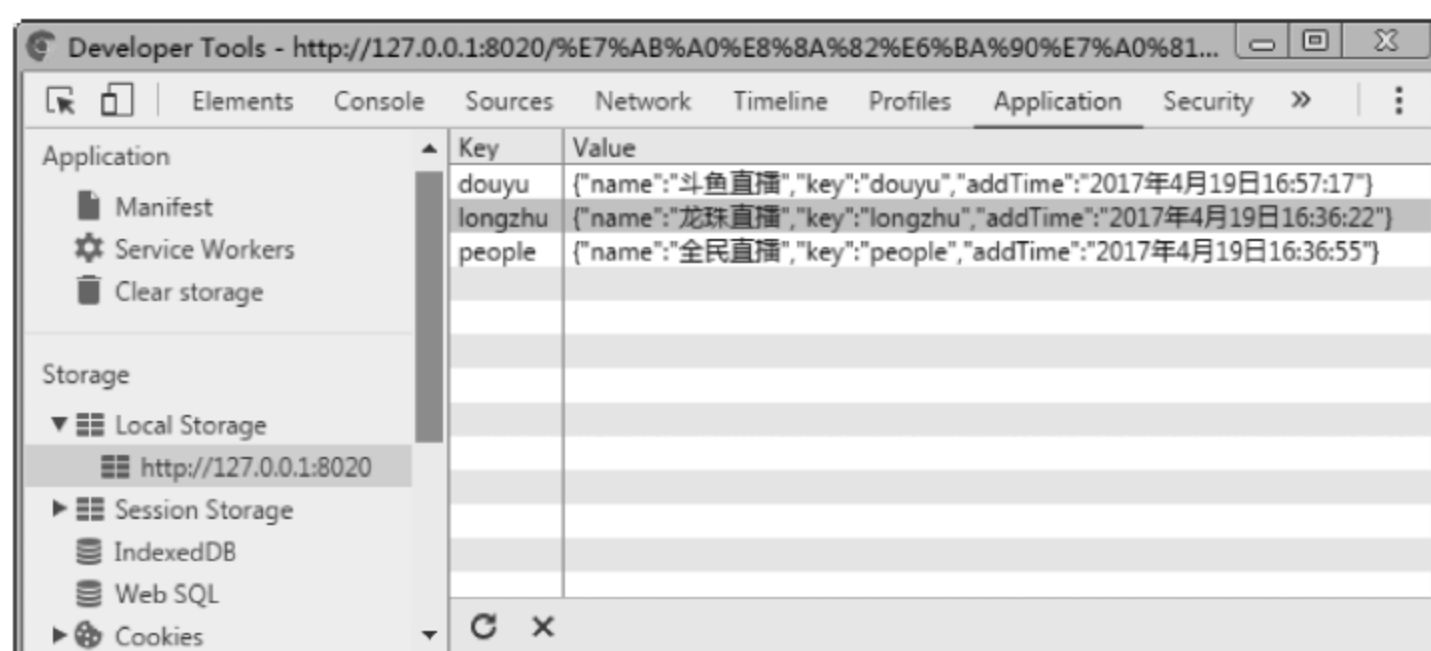 Developer Tools - http://127.0.0.1:8020/%E7%AB%A0%E8%8A%82%E6%BA%90%E7%A0%81...
Elements Console Sources Network Timeline Profiles Application Security »
Application
Manifest
Service Workers
Clear storage
Storage
Local Storage
http://127.0.0.1:8020
Session Storage
IndexedDB
Web SQL
Cookies
Key Value
douyu {"name":"斗鱼直播","key":"douyu","addTime":"2017年4月19日16:57:17"}
longzhu {"name":"龙珠直播","key":"longzhu","addTime":"2017年4月19日16:36:22"}
people {"name":"全民直播","key":"people","addTime":"2017年4月19日16:36:55"}